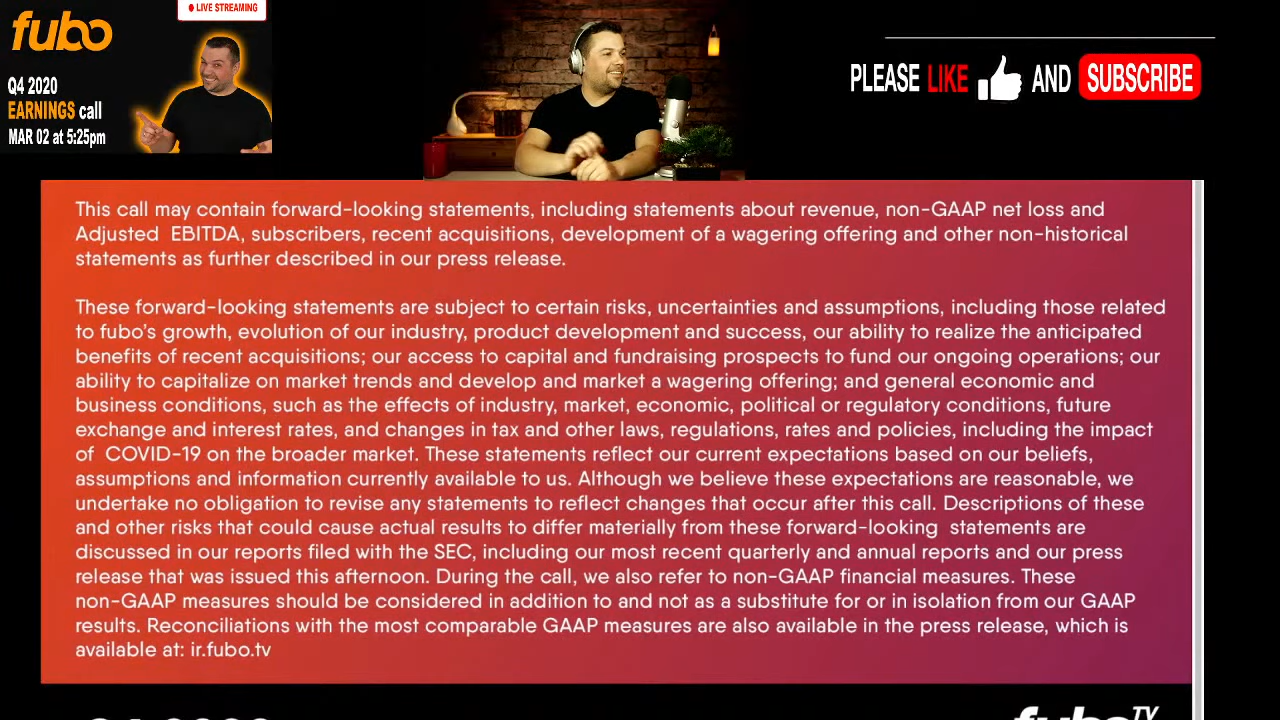 fubo
LIVE STREAMING
Q4 2020
EARNINGS call
MAR 02 at 5:25pm
PLEASE LIKE AND SUBSCRIBE
This call may contain forward-looking statements, including statements about revenue, non-GAAP net loss and
Adjusted EBITDA, subscribers, recent acquisitions, development of a wagering offering and other non-historical
statements as further described in our press release.
These forward-looking statements are subject to certain risks, uncertainties and assumptions, including those related
to fubo's growth, evolution of our industry, product development and success, our ability to realize the anticipated
benefits of recent acquisitions; our access to capital and fundraising prospects to fund our ongoing operations; our
ability to capitalize on market trends and develop and market a wagering offering; and general economic and
business conditions, such as the effects of industry, market, economic, political or regulatory conditions, future
exchange and interest rates, and changes in tax and other laws, regulations, rates and policies, including the impact
of COVID-19 on the broader market. These statements reflect our current expectations based on our beliefs,
assumptions and information currently available to us. Although we believe these expectations are reasonable, we
undertake no obligation to revise any statements to reflect changes that occur after this call. Descriptions of these
and other risks that could cause actual results to differ materially from these forward-looking statements are
discussed in our reports filed with the SEC, including our most recent quarterly and annual reports and our press
release that was issued this afternoon. During the call, we also refer to non-GAAP financial measures. These
non-GAAP measures should be considered in addition to and not as a substitute for or in isolation from our GAAP
results. Reconciliations with the most comparable GAAP measures are also available in the press release, which is
available at: ir.fubo.tv
Q4 2020
fuboTV